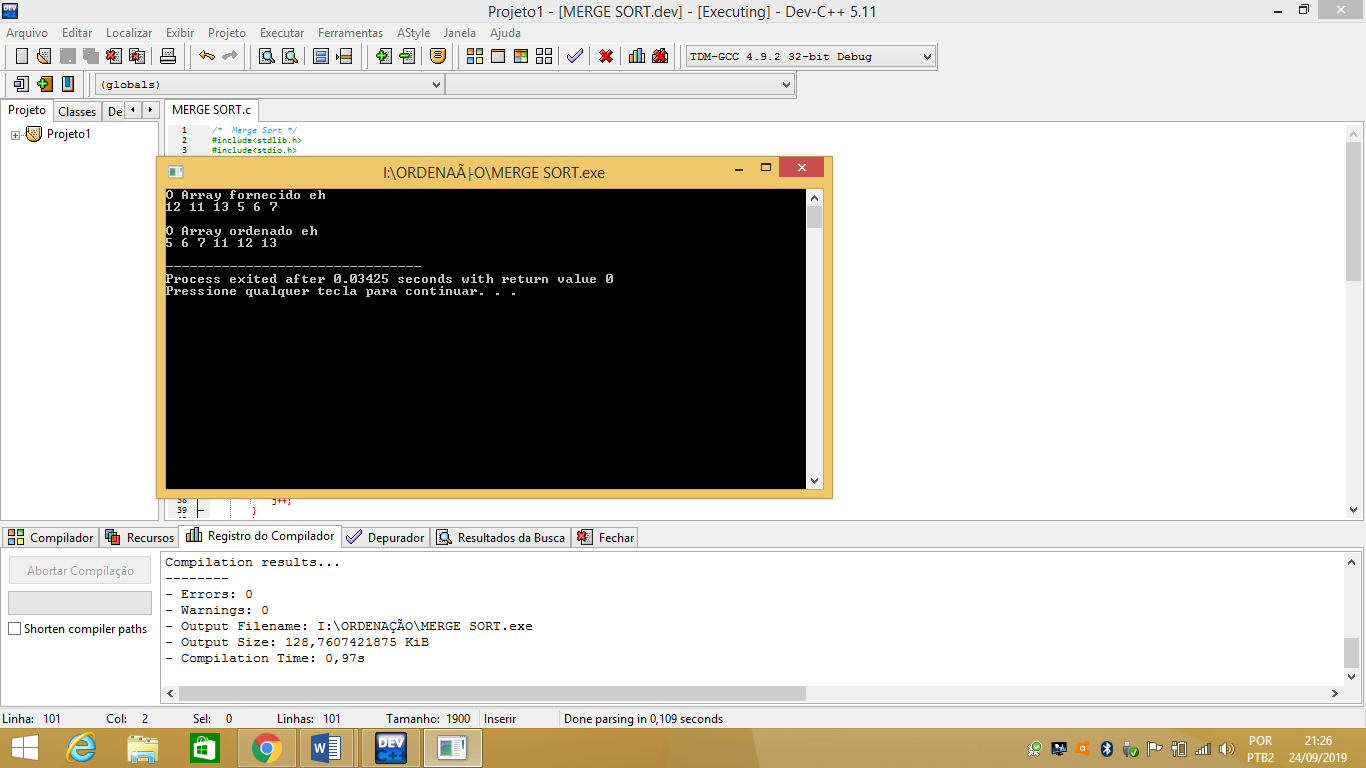 Projeto1 - [MERGE SORT.dev] - [Executing] - Dev-C++ 5.11
Arquivo Editar Localizar Exibir Projeto Executar Ferramentas AStyle Janela Ajuda
TDM-GCC 4.9.2 32-bit Debug
(globals)
Projeto Classes De
MERGE SORT.c
Projeto1
1 /* Merge Sort */
2 #include<stdlib.h>
3 #include<stdio.h>
I:\ORDENAÃ├O\MERGE SORT.exe
O Array fornecido eh
12 11 13 5 6 7
O Array ordenado eh
5 6 7 11 12 13
--------------------------------
Process exited after 0.03425 seconds with return value 0
Pressione qualquer tecla para continuar. . .
38 j++;
39 }
Compilador Recursos Registro do Compilador Depurador Resultados da Busca Fechar
Abortar Compilação
Shorten compiler paths
Compilation results...
--------
- Errors: 0
- Warnings: 0
- Output Filename: I:\ORDENAÇÃO\MERGE SORT.exe
- Output Size: 128,7607421875 KiB
- Compilation Time: 0,97s
Linha: 101 Col: 2 Sel: 0 Linhas: 101 Tamanho: 1900 Inserir Done parsing in 0,109 seconds
DEV C++
POR
PTB2
21:26
24/09/2019